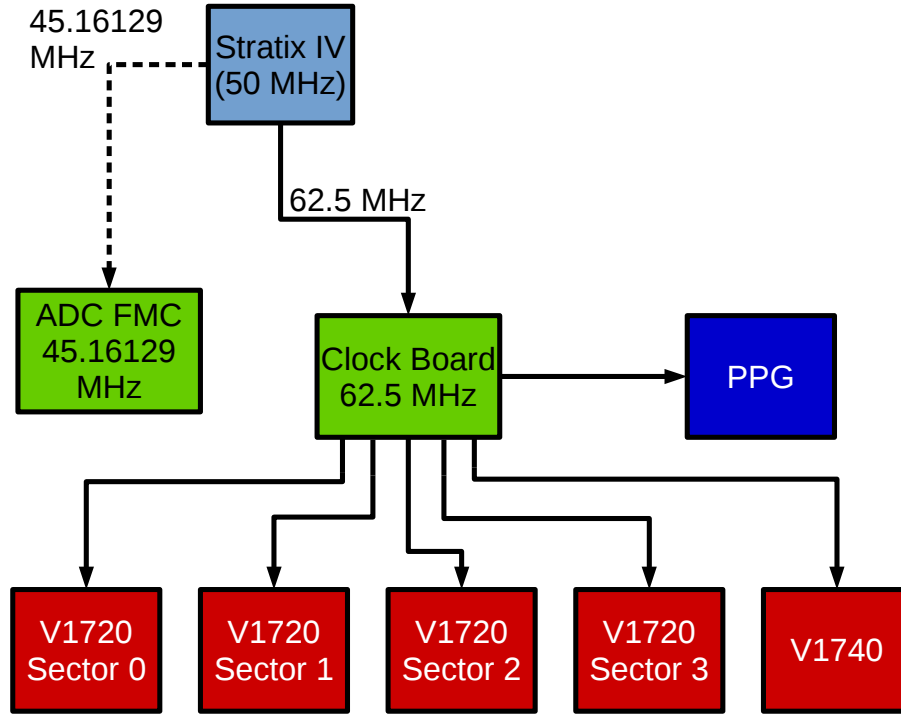 45.16129
MHz
Stratix IV
(50 MHz)
62.5 MHz
ADC FMC
45.16129
MHz
Clock Board
62.5 MHz
PPG
V1720
Sector 0
V1720
Sector 1
V1720
Sector 2
V1720
Sector 3
V1740